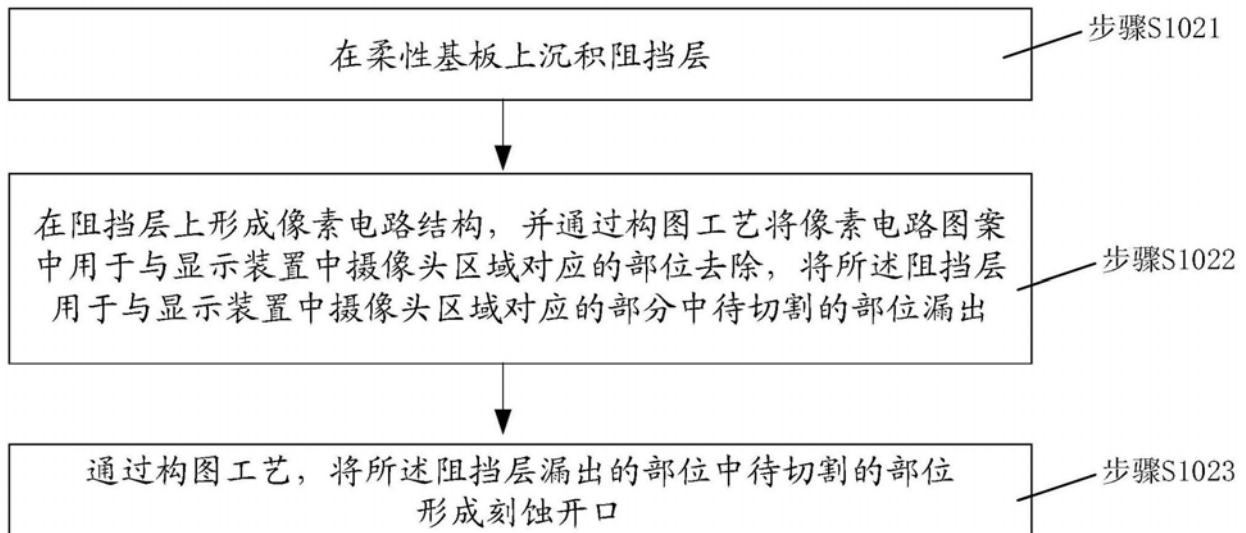 在柔性基板上沉积阻挡层
步骤S1021
在阻挡层上形成像素电路结构，并通过构图工艺将像素电路图案
中用于与显示装置中摄像头区域对应的部位去除，将所述阻挡层
用于与显示装置中摄像头区域对应的部分中待切割的部位漏出
步骤S1022
通过构图工艺，将所述阻挡层漏出的部位中待切割的部位
形成刻蚀开口
步骤S1023